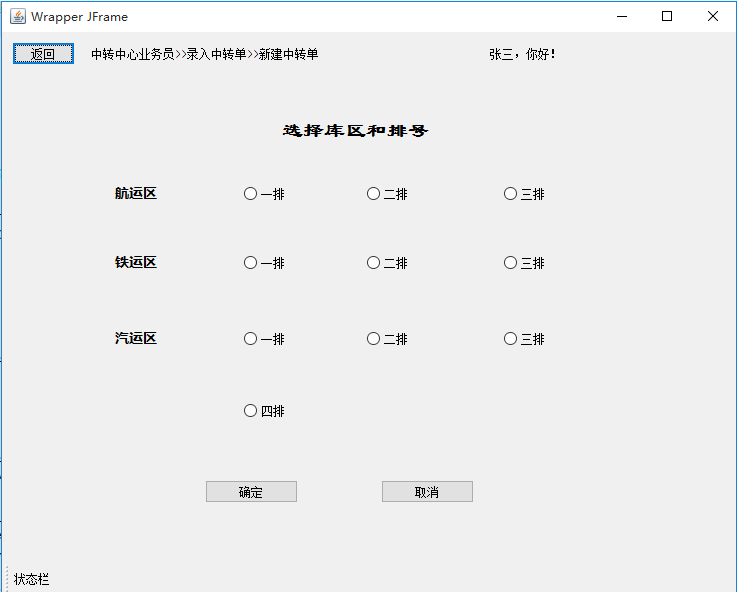 Wrapper JFrame
返回 中转中心业务员>>录入中转单>>新建中转单 张三，你好！
选择库区和排号
航运区 一排 二排 三排
铁运区 一排 二排 三排
汽运区 一排 二排 三排
四排
确定 取消
状态栏